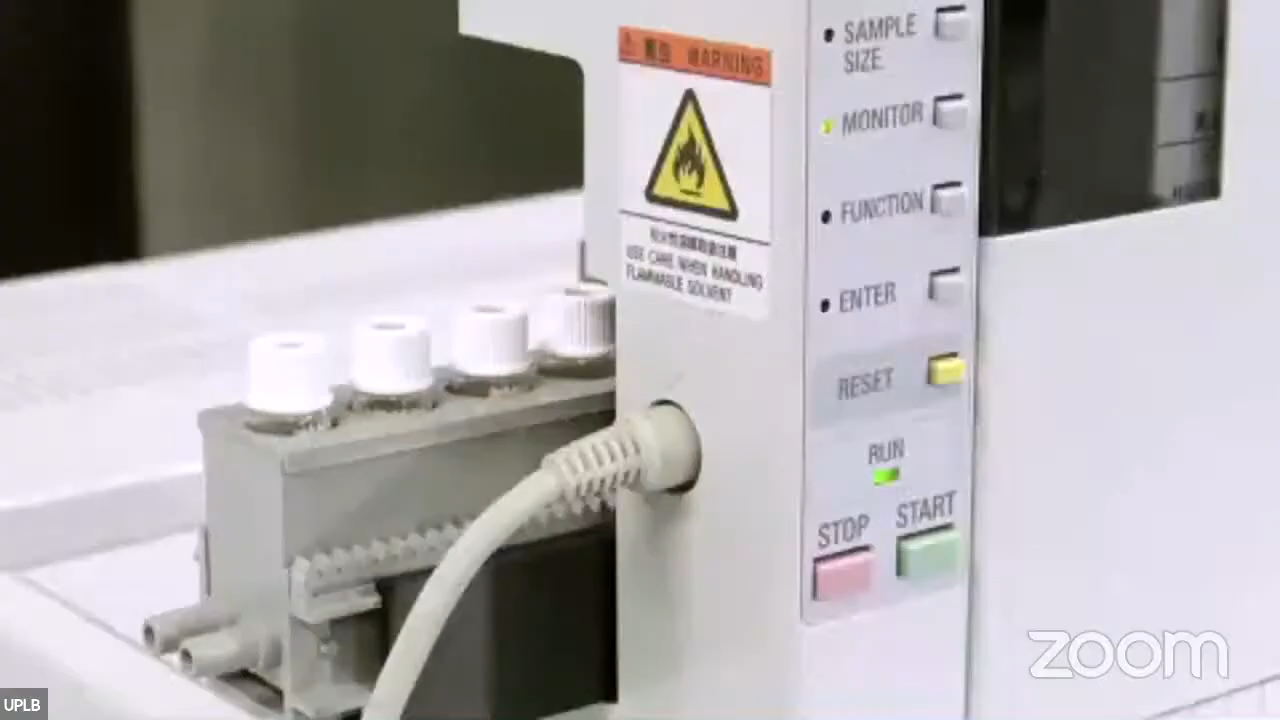 WARNING
USE CARE WHEN HANDLING
FLAMMABLE SOLVENT
SAMPLE
SIZE
MONITOR
FUNCTION
ENTER
RESET
RUN
STOP
START
zoom
UPLB